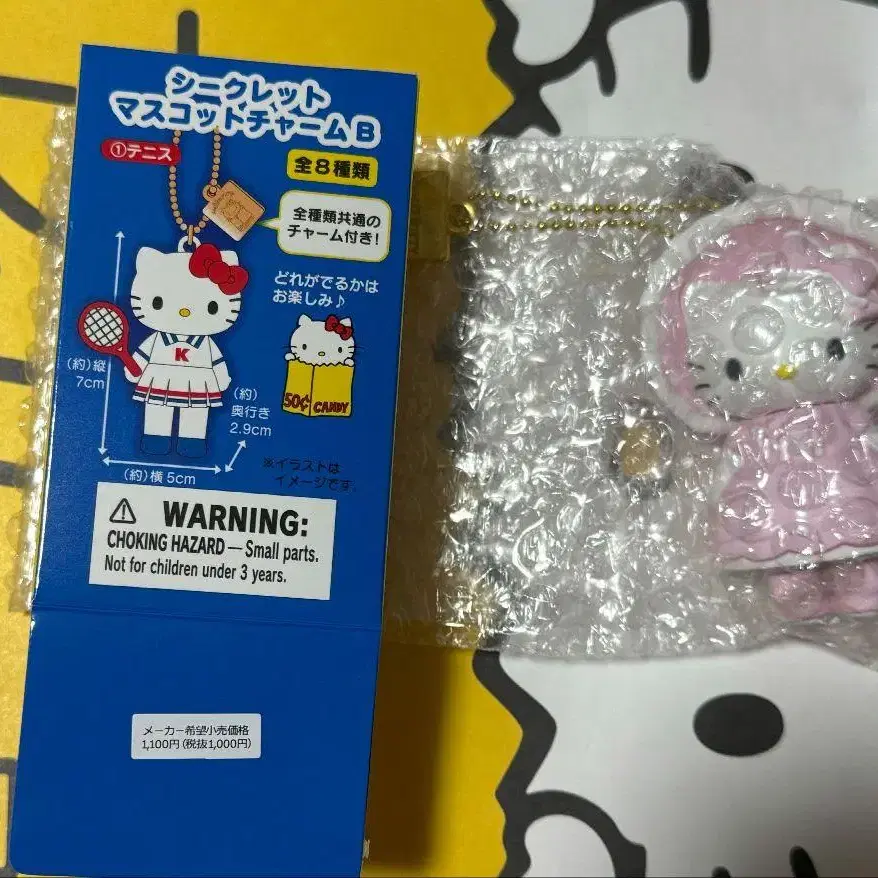 シークレット
マスコットチャームB
①テニス
全8種類
全種類共通の
チャーム付き!
どれがでるかは
お楽しみ♪
K
50¢
CANDY
(約)縦
7cm
(約)
奥行き
2.9cm
(約)横5cm
※イラストは
イメージです。
⚠ WARNING:
CHOKING HAZARD — Small parts.
Not for children under 3 years.
メーカー希望小売価格
1,100円(税抜1,000円)